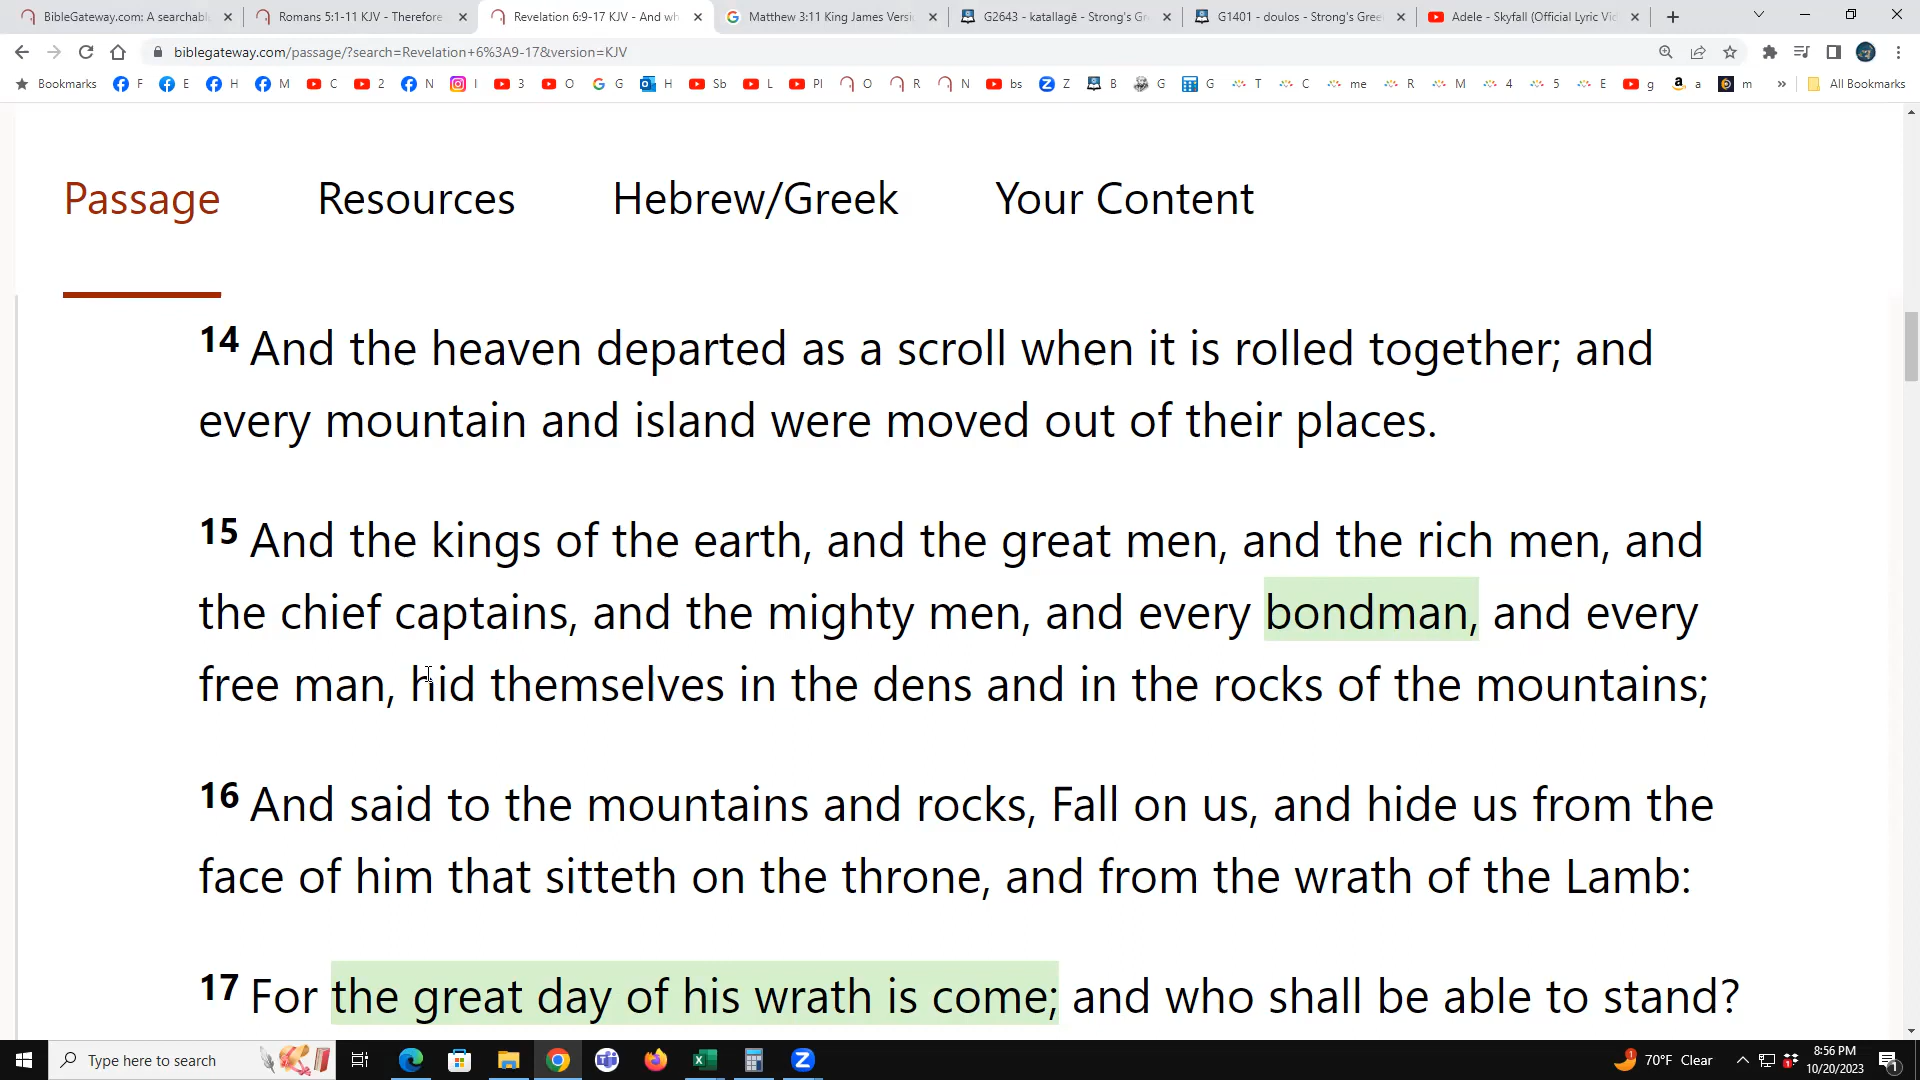 BibleGateway.com: A searchabl
Romans 5:1-11 KJV - Therefore
Revelation 6:9-17 KJV - And wh
Matthew 3:11 King James Versi
G2643 - katallagē - Strong's Gr
G1401 - doulos - Strong's Gree
Adele - Skyfall (Official Lyric Vid
biblegateway.com/passage/?search=Revelation+6%3A9-17&version=KJV
Bookmarks F E H M C 2 N I 3 O G H Sb L Pl O R N bs Z B G G T C me R M 4 5 E g a m » All Bookmarks
Passage Resources Hebrew/Greek Your Content
14 And the heaven departed as a scroll when it is rolled together; and
every mountain and island were moved out of their places.
15 And the kings of the earth, and the great men, and the rich men, and
the chief captains, and the mighty men, and every bondman, and every
free man, hid themselves in the dens and in the rocks of the mountains;
16 And said to the mountains and rocks, Fall on us, and hide us from the
face of him that sitteth on the throne, and from the wrath of the Lamb:
17 For the great day of his wrath is come; and who shall be able to stand?
Type here to search
70°F Clear
8:56 PM
10/20/2023